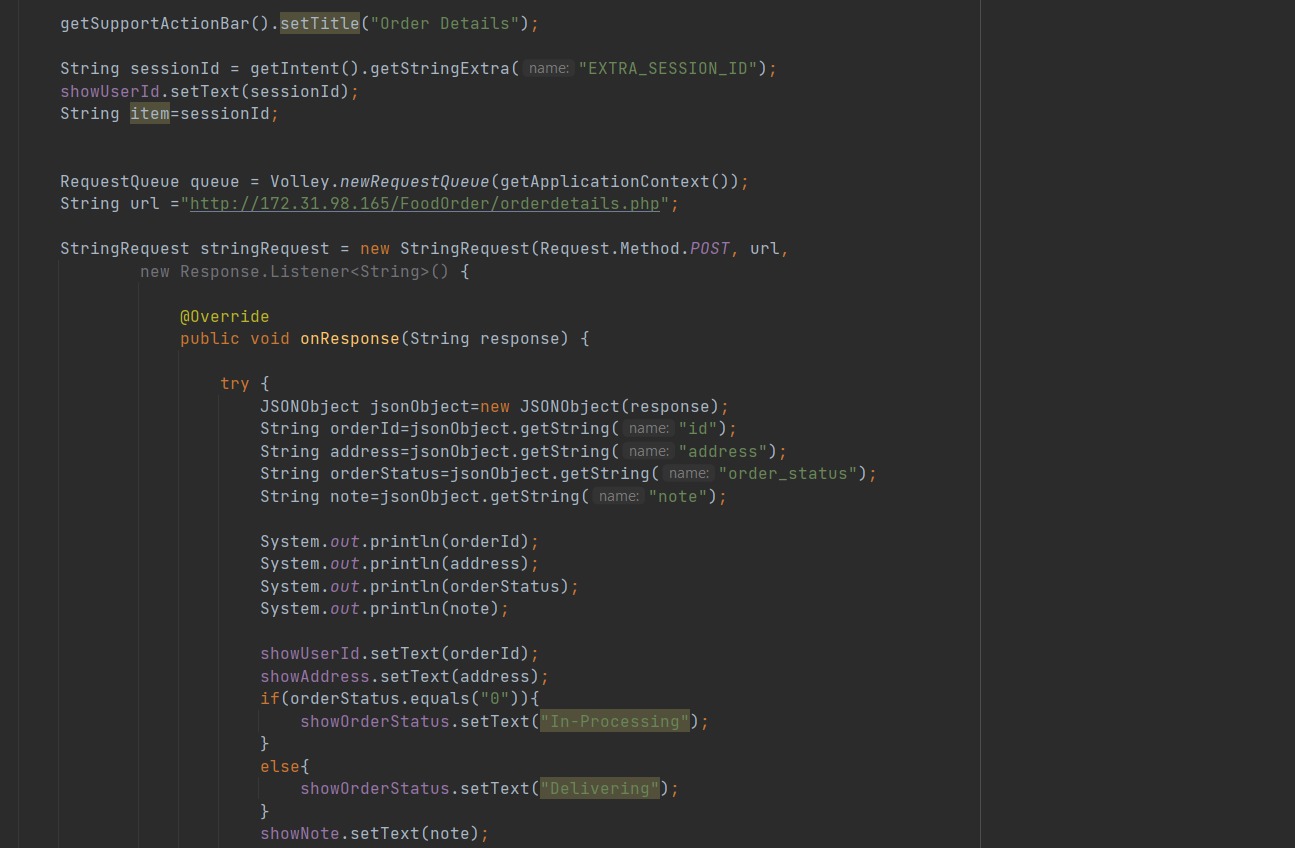 getSupportActionBar().setTitle("Order Details");
String sessionId = getIntent().getStringExtra( name: "EXTRA_SESSION_ID");
showUserId.setText(sessionId);
String item=sessionId;
RequestQueue queue = Volley.newRequestQueue(getApplicationContext());
String url ="http://172.31.98.165/FoodOrder/orderdetails.php";
StringRequest stringRequest = new StringRequest(Request.Method.POST, url,
new Response.Listener<String>() {
@Override
public void onResponse(String response) {
try {
JSONObject jsonObject=new JSONObject(response);
String orderId=jsonObject.getString( name: "id");
String address=jsonObject.getString( name: "address");
String orderStatus=jsonObject.getString( name: "order_status");
String note=jsonObject.getString( name: "note");
System.out.println(orderId);
System.out.println(address);
System.out.println(orderStatus);
System.out.println(note);
showUserId.setText(orderId);
showAddress.setText(address);
if(orderStatus.equals("0")){
showOrderStatus.setText("In-Processing");
}
else{
showOrderStatus.setText("Delivering");
}
showNote.setText(note);